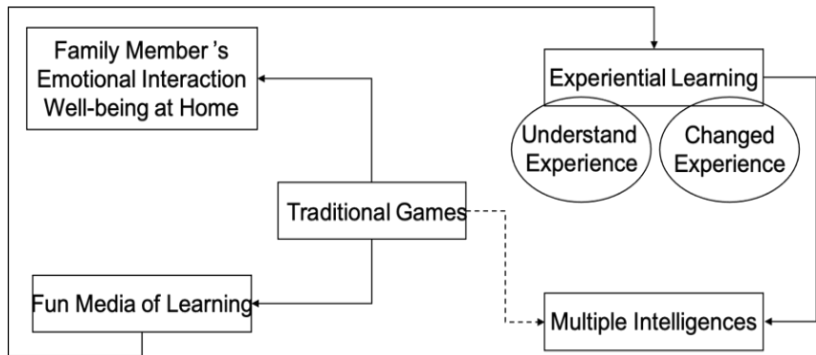 Family Member's
Emotional Interaction
Well-being at Home
Experiential Learning
Understand
Experience
Changed
Experience
Traditional Games
Fun Media of Learning
Multiple Intelligences